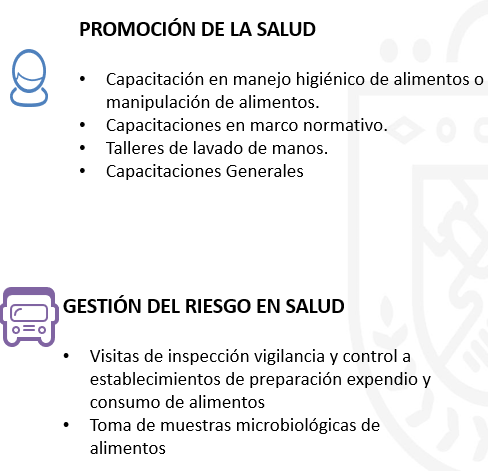 PROMOCIÓN DE LA SALUD
• Capacitación en manejo higiénico de alimentos o
manipulación de alimentos.
• Capacitaciones en marco normativo.
• Talleres de lavado de manos.
• Capacitaciones Generales
GESTIÓN DEL RIESGO EN SALUD
• Visitas de inspección vigilancia y control a
establecimientos de preparación expendio y
consumo de alimentos
• Toma de muestras microbiológicas de
alimentos